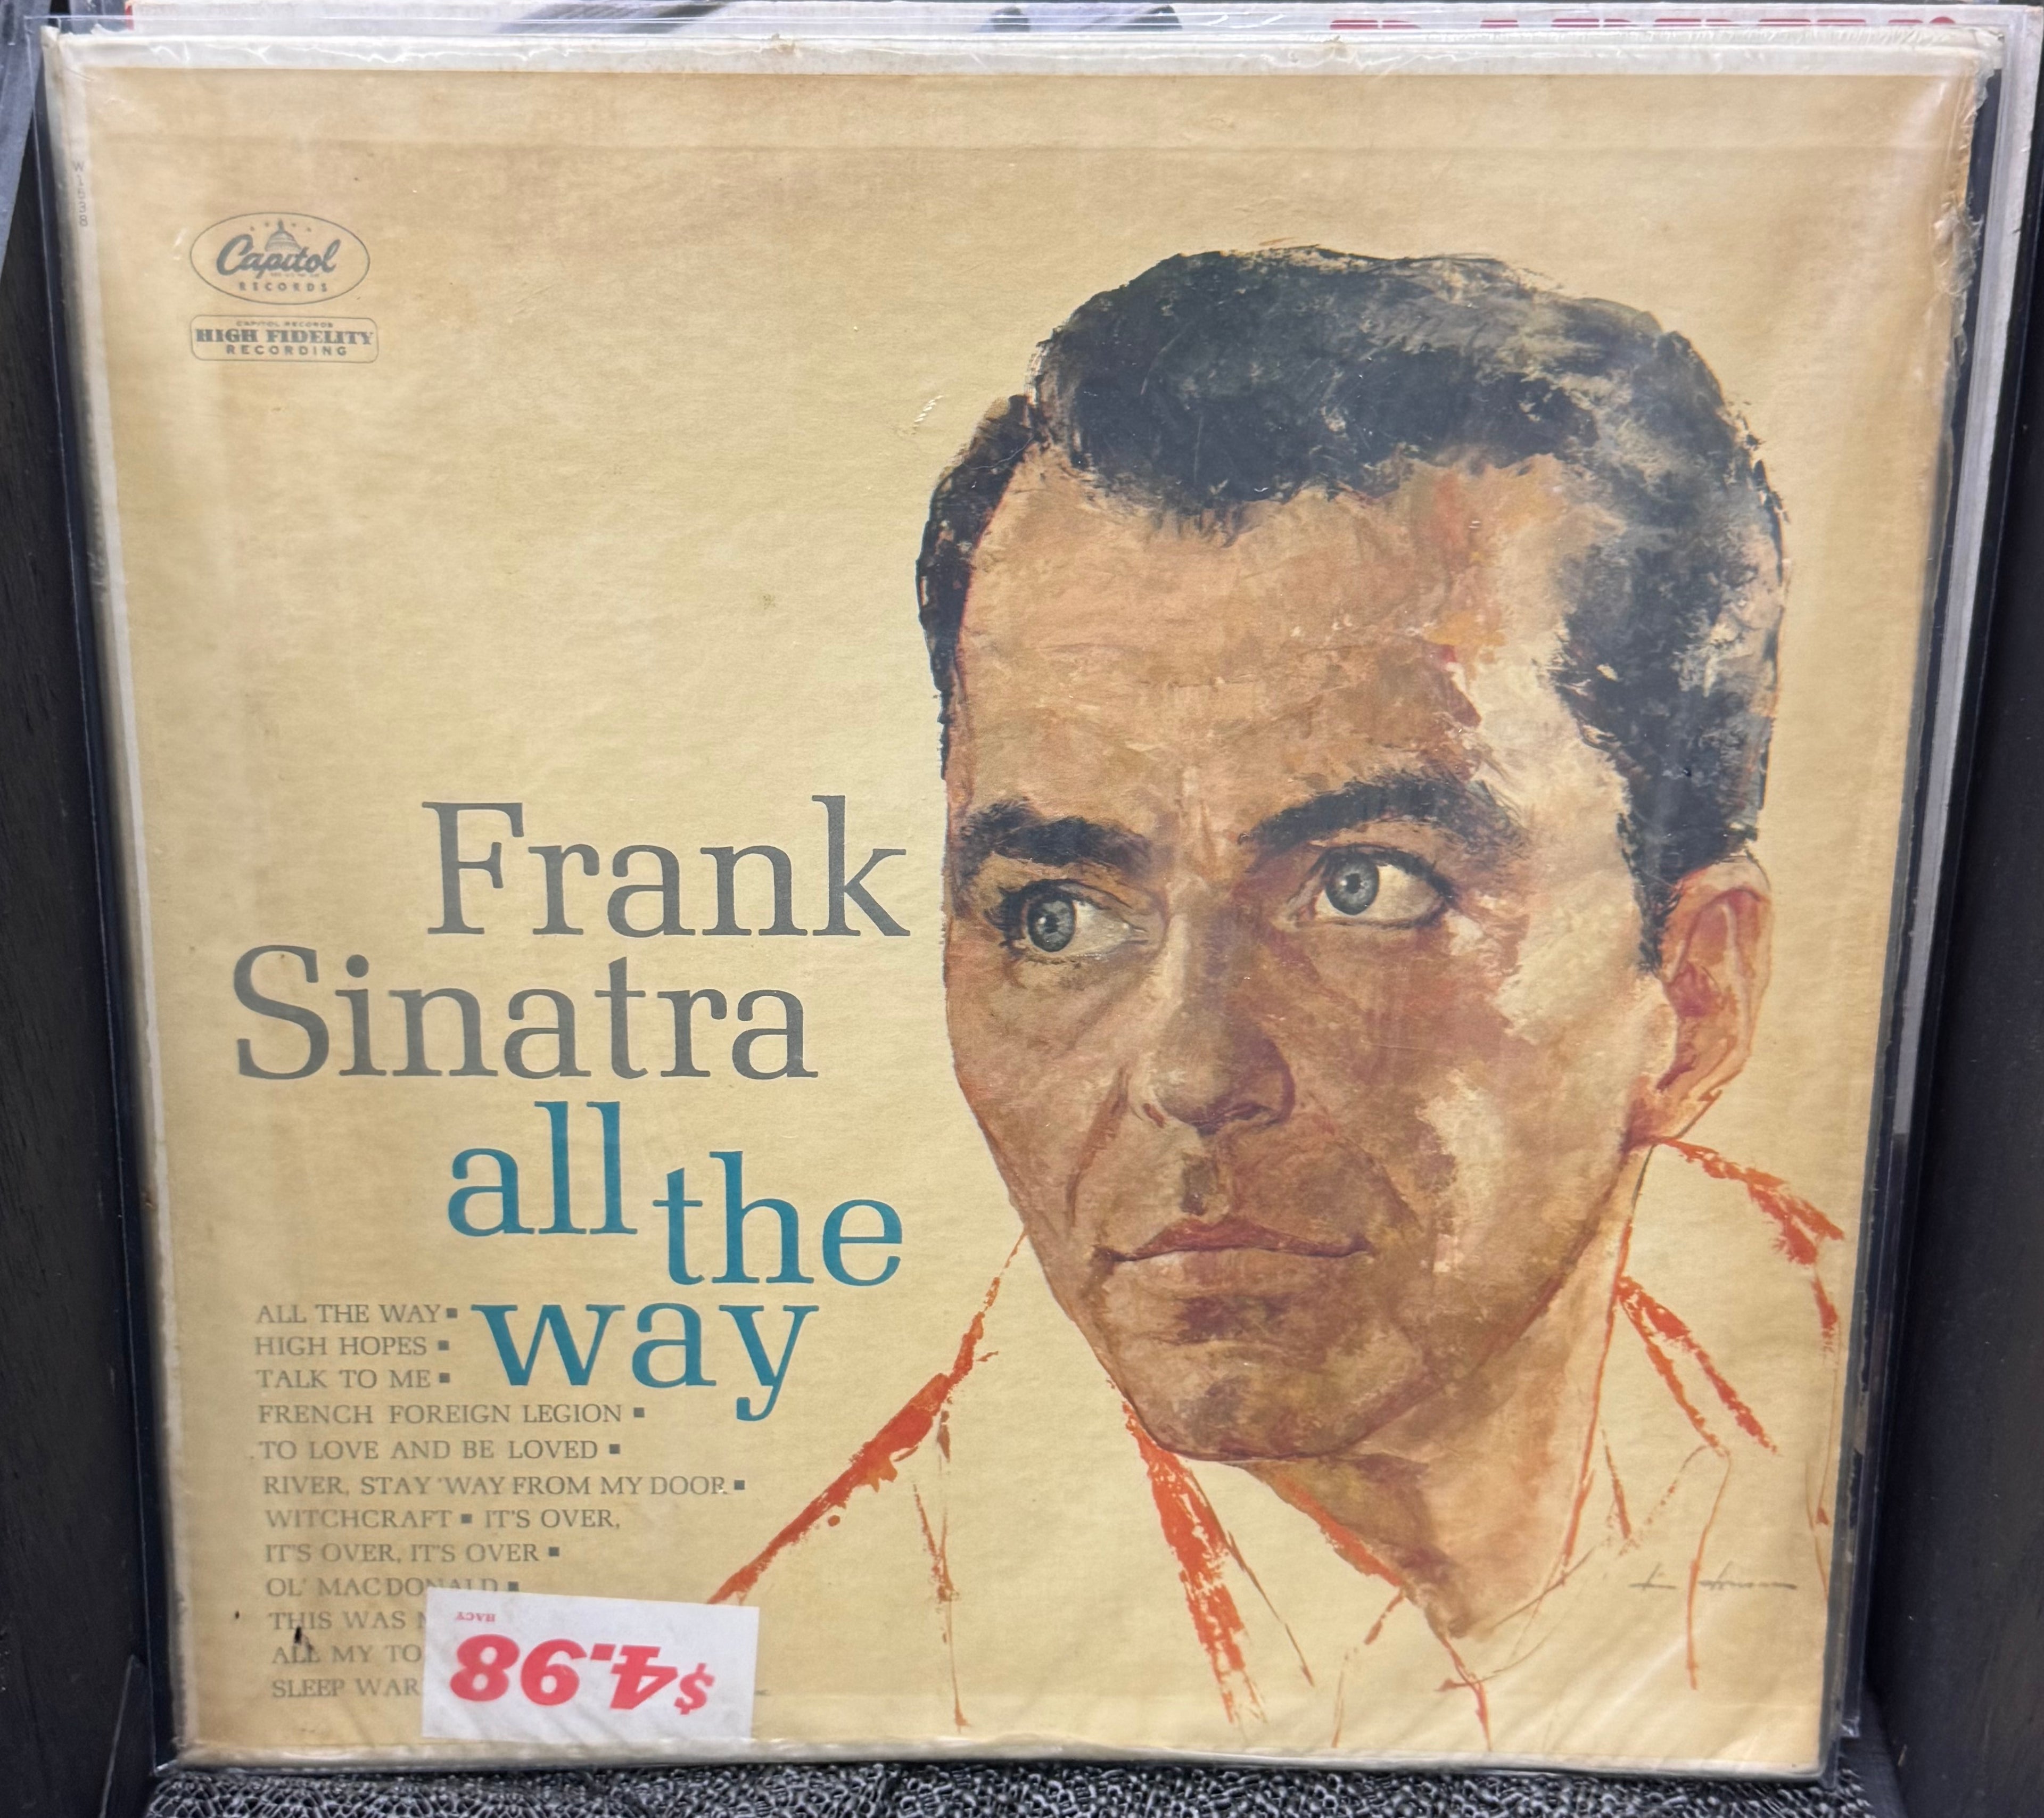 W1538
Capitol
RECORDS
CAPITOL RECORDS
HIGH FIDELITY
RECORDING
Frank
Sinatra
all the
way
ALL THE WAY ▪
HIGH HOPES ▪
TALK TO ME ▪
FRENCH FOREIGN LEGION ▪
TO LOVE AND BE LOVED ▪
RIVER, STAY 'WAY FROM MY DOOR ▪
WITCHCRAFT ▪ IT'S OVER,
IT'S OVER, IT'S OVER ▪
OL' MACDONALD ▪
THIS WAS
ALL MY TO
SLEEP WAR
HACY
$4.98